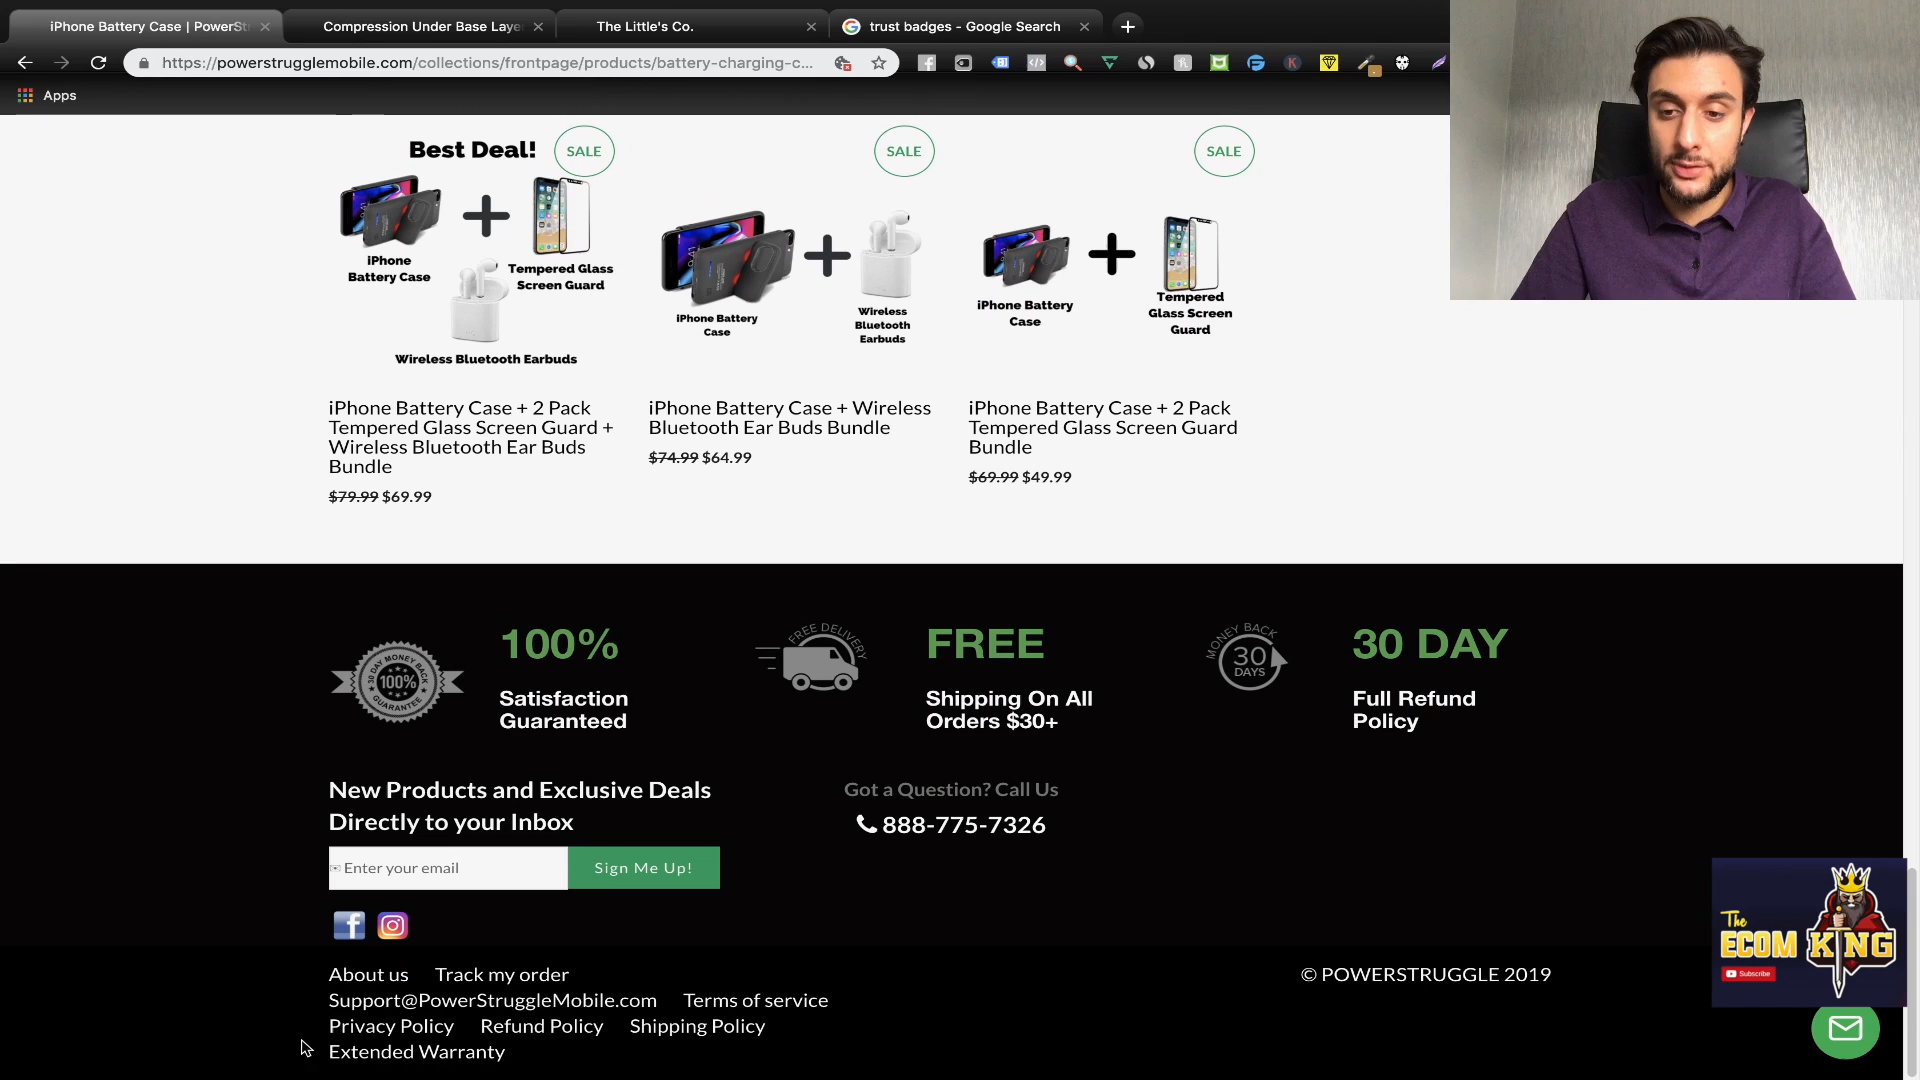 iPhone Battery Case | PowerStr
Compression Under Base Laye
The Little's Co.
trust badges - Google Search
https://powerstrugglemobile.com/collections/frontpage/products/battery-charging-c...
Apps
Best Deal!
SALE
SALE
SALE
iPhone
Battery Case
Tempered Glass
Screen Guard
Wireless Bluetooth Earbuds
iPhone Battery
Case
Wireless
Bluetooth
Earbuds
iPhone Battery
Case
Tempered
Glass Screen
Guard
iPhone Battery Case + 2 Pack
Tempered Glass Screen Guard +
Wireless Bluetooth Ear Buds
Bundle
$79.99 $69.99
iPhone Battery Case + Wireless
Bluetooth Ear Buds Bundle
$74.99 $64.99
iPhone Battery Case + 2 Pack
Tempered Glass Screen Guard
Bundle
$69.99 $49.99
30 DAY MONEY BACK
100%
GUARANTEE
100%
Satisfaction
Guaranteed
FREE DELIVERY
FREE
Shipping On All
Orders $30+
MONEY BACK
30
DAYS
30 DAY
Full Refund
Policy
New Products and Exclusive Deals
Directly to your Inbox
Enter your email
Sign Me Up!
Got a Question? Call Us
888-775-7326
About us Track my order
Support@PowerStruggleMobile.com Terms of service
Privacy Policy Refund Policy Shipping Policy
Extended Warranty
© POWERSTRUGGLE 2019
The
ECOM KING
Subscribe